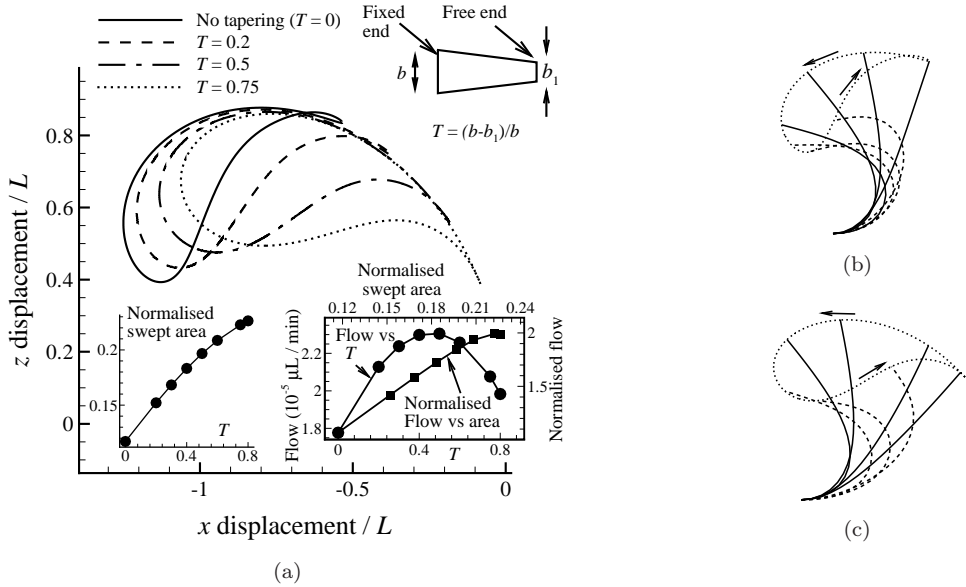 No tapering (T = 0)
T = 0.2
T = 0.5
T = 0.75
Fixed end
Free end
b
b1
T = (b-b1)/b
z displacement / L
0.8
0.6
0.4
0.2
0
-1
-0.5
0
x displacement / L
Normalised
swept area
0.2
0.15
0
0.4
0.8
T
Normalised
swept area
0.12
0.15
0.18
0.21
0.24
Flow (10-5 μL / min)
2.2
2
1.8
Flow vs
T
Normalised
Flow vs area
0
0.4
0.8
T
2
1.5
Normalised flow
(a)
(b)
(c)